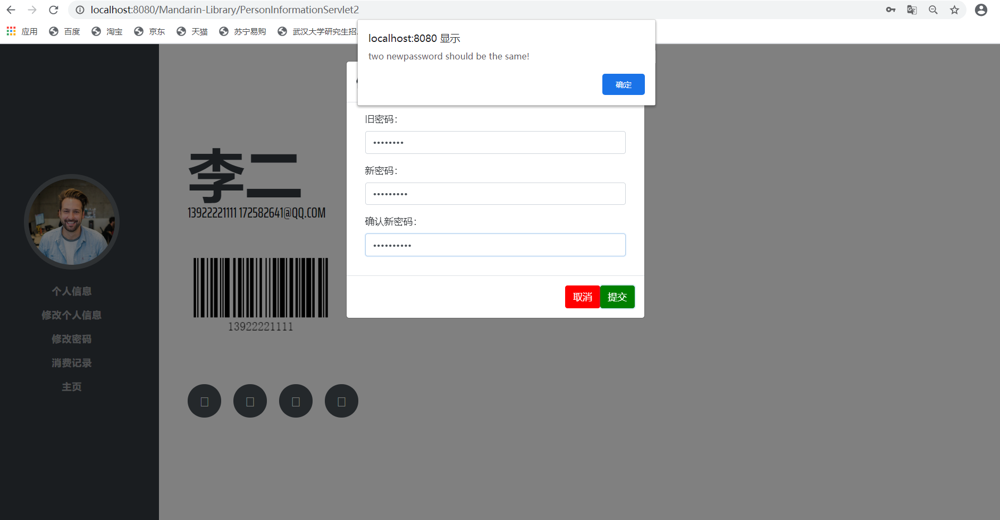 localhost:8080/Mandarin-Library/PersonInformationServlet2
应用 百度 淘宝 京东 天猫 苏宁易购 武汉大学研究生招
localhost:8080 显示
two newpassword should be the same!
确定
旧密码：
••••••••
新密码：
•••••••••
确认新密码：
••••••••••
取消 提交
李二
13922221111 172582641@QQ.COM
13922221111
个人信息
修改个人信息
修改密码
消费记录
主页